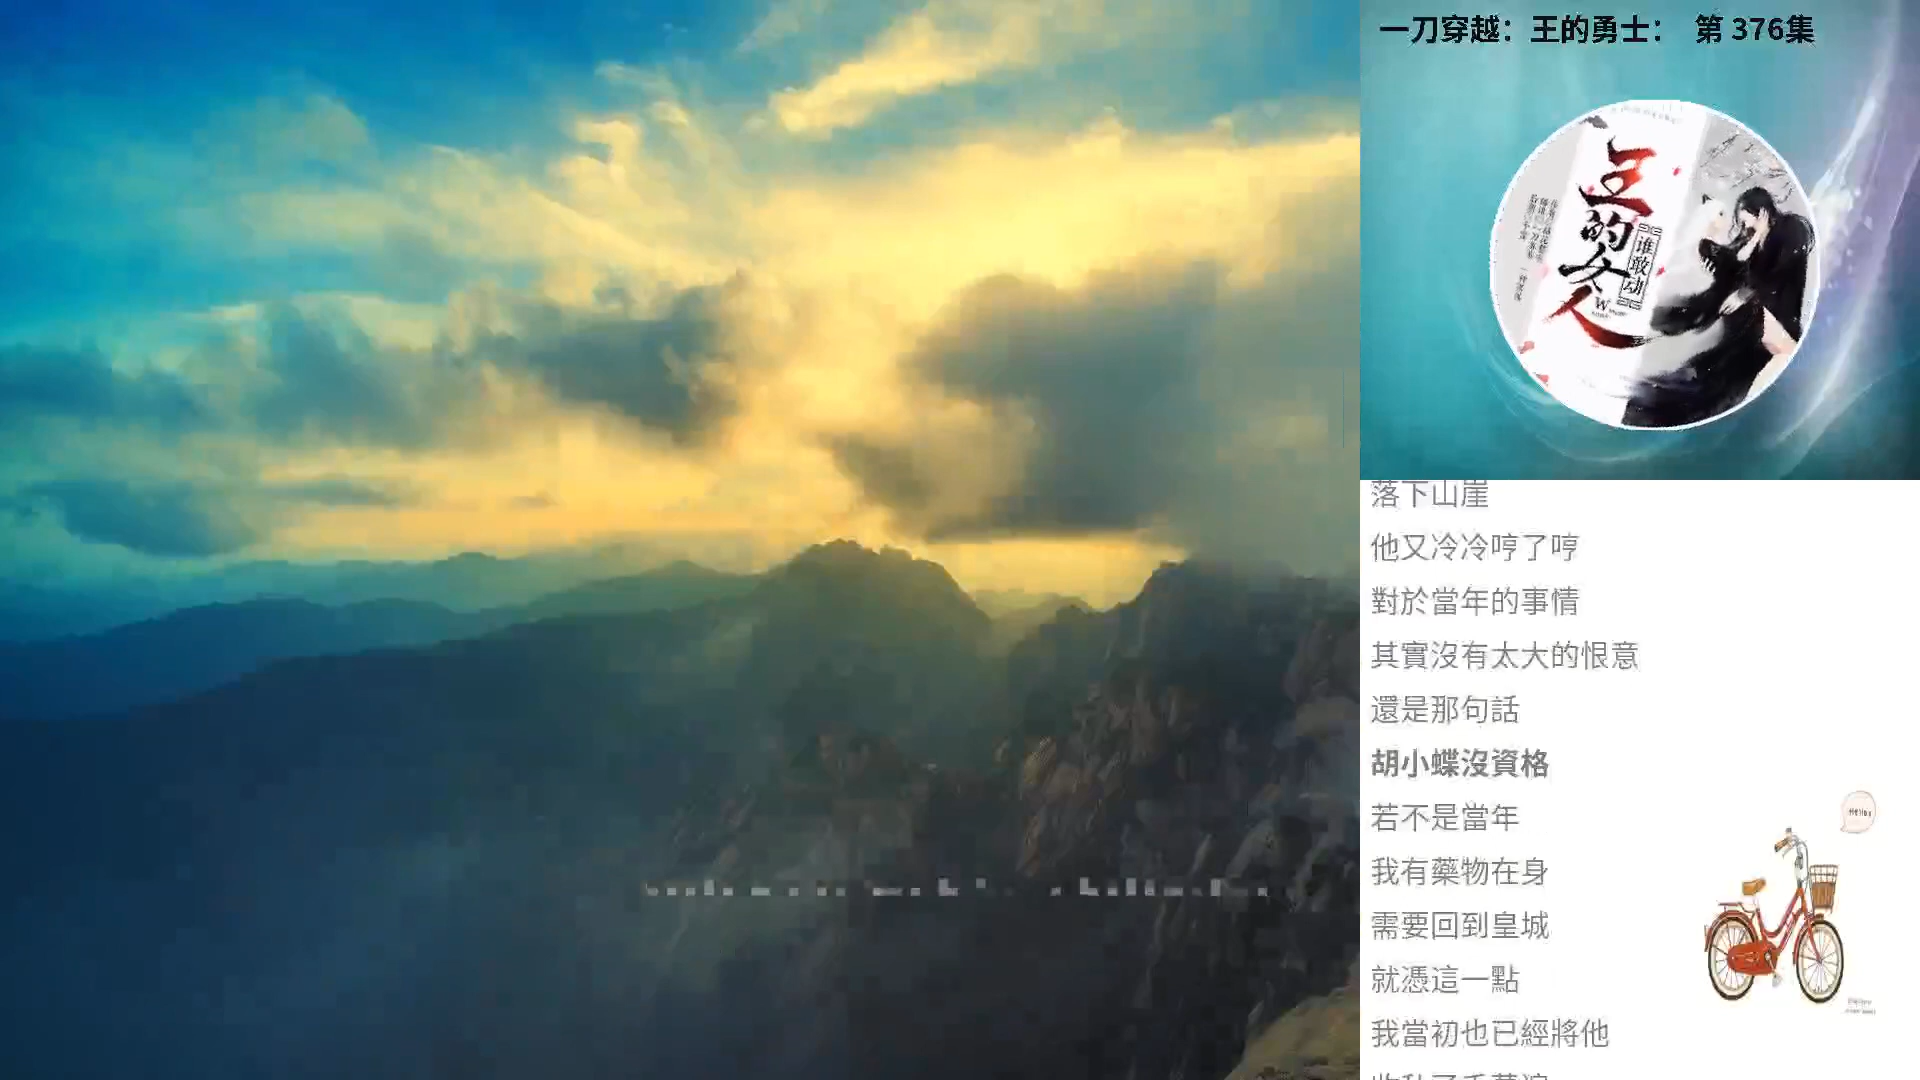 一刀穿越：王的勇士： 第 376集
王的女人
谁敢动
落下山崖
他又冷冷哼了哼
對於當年的事情
其實沒有太大的恨意
還是那句話
胡小蝶沒資格
若不是當年
我有藥物在身
需要回到皇城
就憑這一點
我當初也已經將他